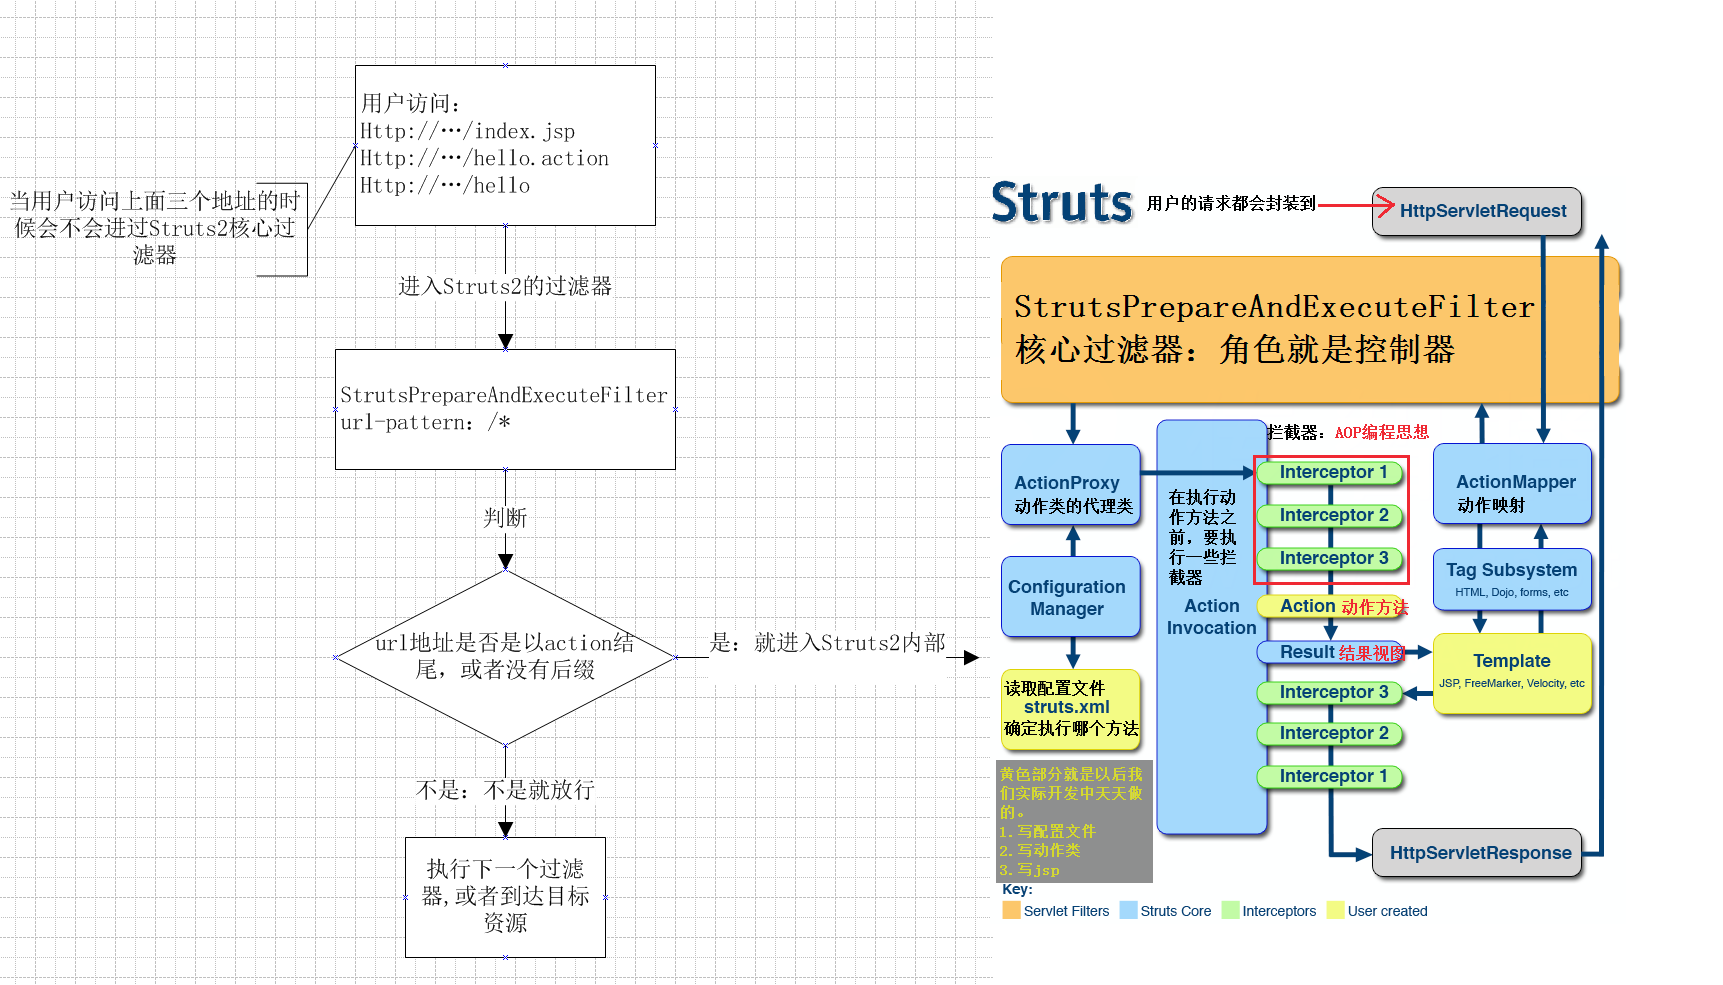 用户访问：
Http://…/index.jsp
Http://…/hello.action
Http://…/hello
当用户访问上面三个地址的时
候会不会进过Struts2核心过
滤器
进入Struts2的过滤器
StrutsPrepareAndExecuteFilter
url-pattern：/*
判断
url地址是否是以action结
尾，或者没有后缀
是：就进入Struts2内部
不是：不是就放行
执行下一个过滤
器,或者到达目标
资源
Struts
用户的请求都会封装到
HttpServletRequest
StrutsPrepareAndExecuteFilter
核心过滤器：角色就是控制器
拦截器：AOP编程思想
ActionProxy
动作类的代理类
在执行动
作方法之
前，要执
行一些拦
截器
Action
Invocation
Interceptor 1
Interceptor 2
Interceptor 3
Action 动作方法
Result 结果视图
Interceptor 3
Interceptor 2
Interceptor 1
ActionMapper
动作映射
Tag Subsystem
HTML, Dojo, forms, etc
Template
JSP, FreeMarker, Velocity, etc
Configuration
Manager
读取配置文件
struts.xml
确定执行哪个方法
黄色部分就是以后我
们实际开发中天天做
的。
1.写配置文件
2.写动作类
3.写jsp
HttpServletResponse
Key:
Servlet Filters
Struts Core
Interceptors
User created